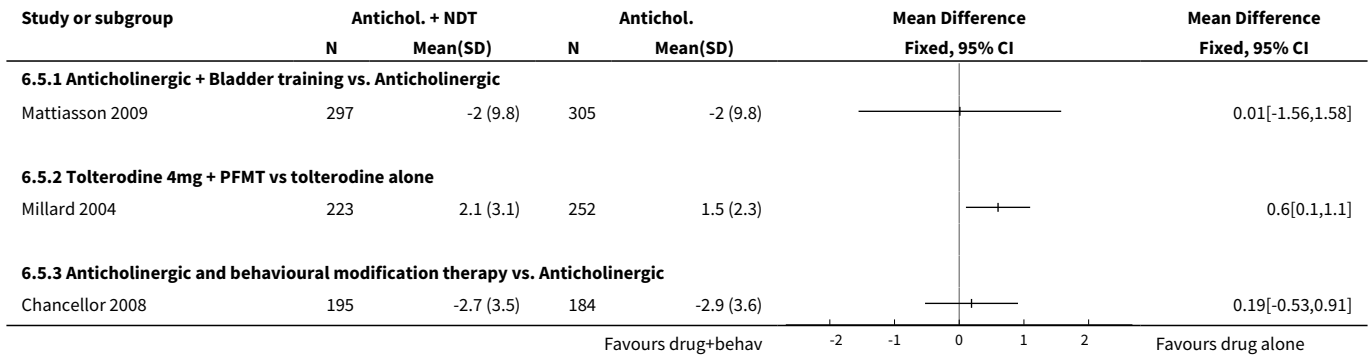 Study or subgroup Antichol. + NDT Antichol. Mean Difference Mean Difference
N Mean(SD) N Mean(SD) Fixed, 95% CI Fixed, 95% CI
6.5.1 Anticholinergic + Bladder training vs. Anticholinergic
Mattiasson 2009 297 -2 (9.8) 305 -2 (9.8) 0.01[-1.56,1.58]
6.5.2 Tolterodine 4mg + PFMT vs tolterodine alone
Millard 2004 223 2.1 (3.1) 252 1.5 (2.3) 0.6[0.1,1.1]
6.5.3 Anticholinergic and behavioural modification therapy vs. Anticholinergic
Chancellor 2008 195 -2.7 (3.5) 184 -2.9 (3.6) 0.19[-0.53,0.91]
Favours drug+behav -2 -1 0 1 2 Favours drug alone